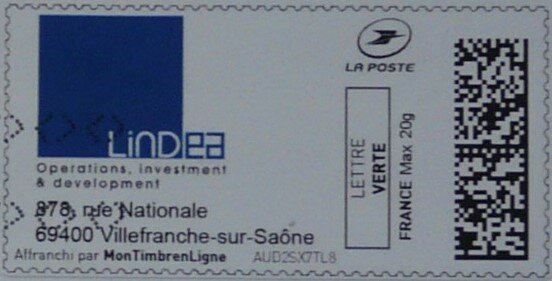 LiNDea
Operations, investment
& development
878, rue Nationale
69400 Villefranche-sur-Saône
Affranchi par MonTimbrenLigne
AUD2SX7TL8
LA POSTE
LETTRE
VERTE
FRANCE Max 20g